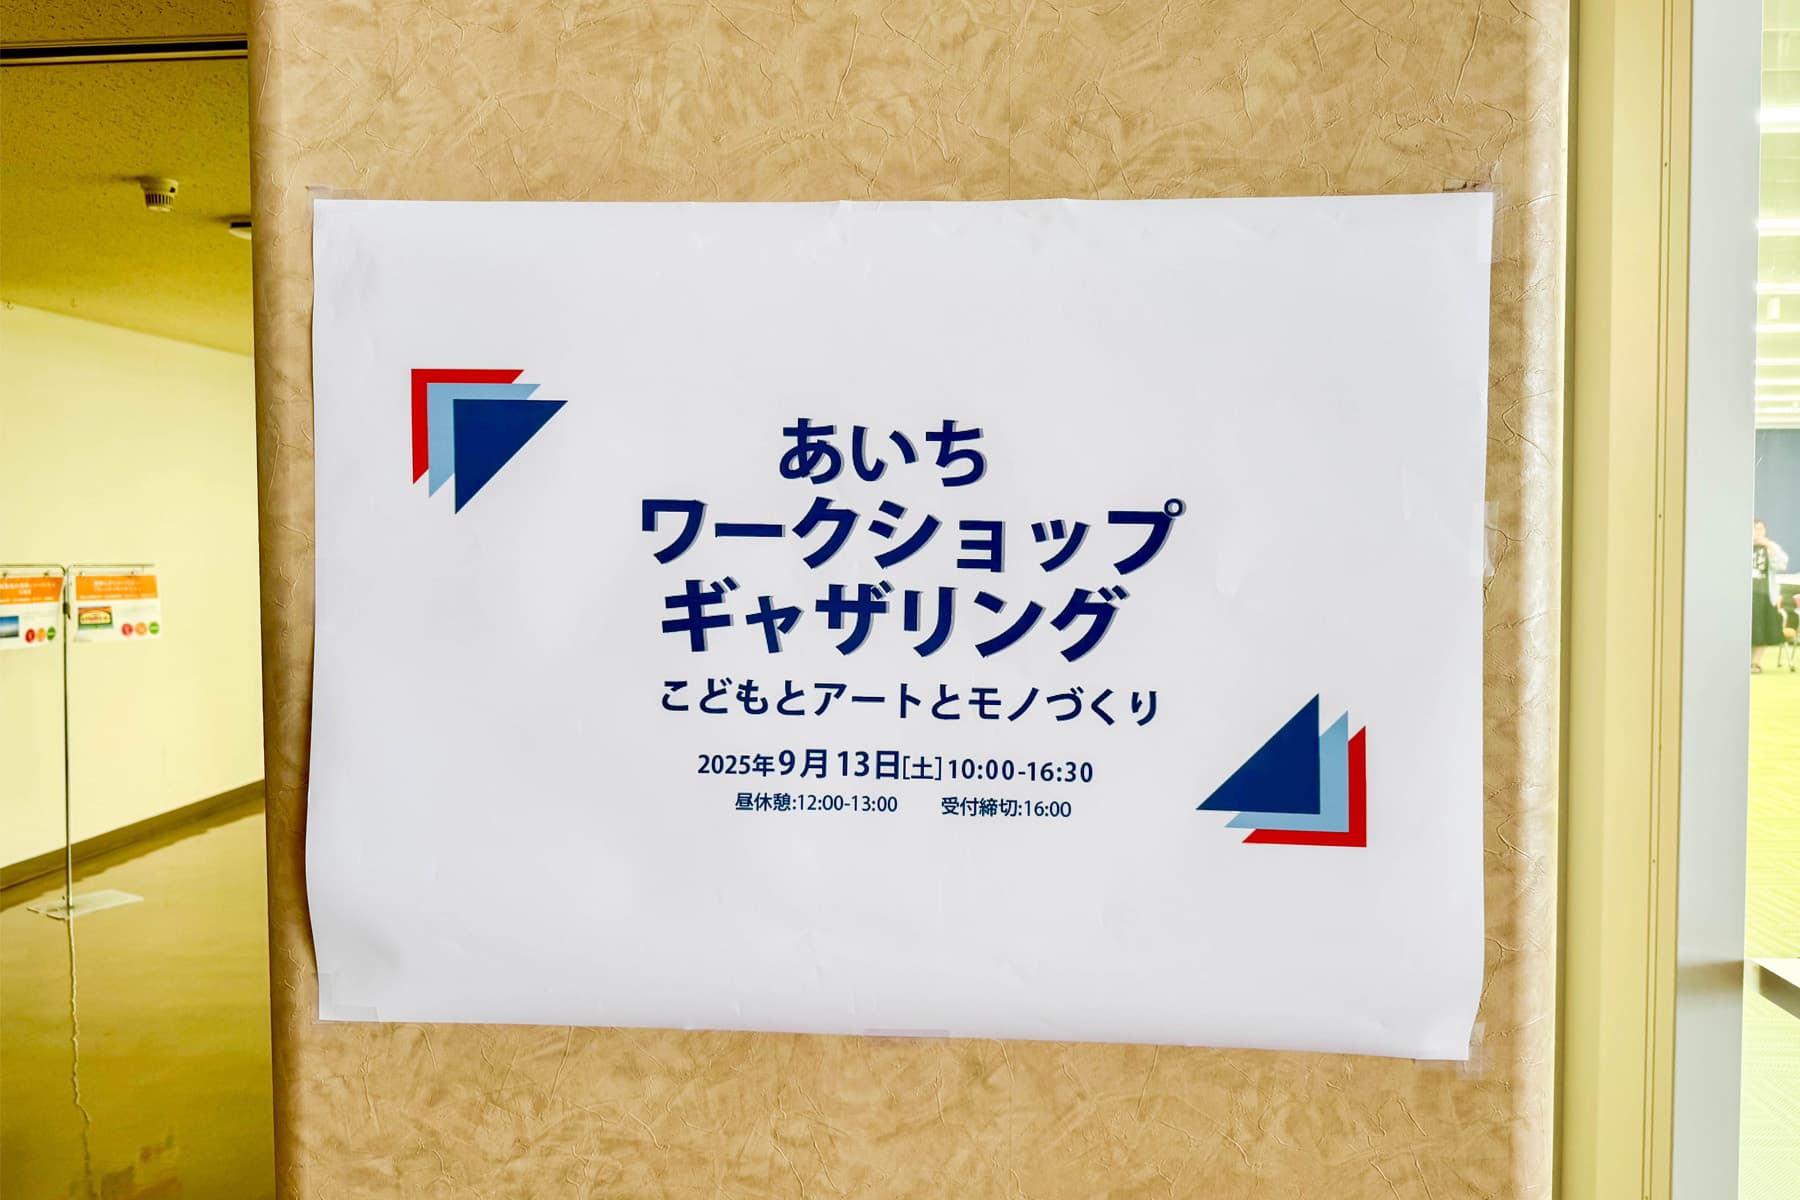 あいち
ワークショップ
ギャザリング
こどもとアートとモノづくり
2025年9月13日[土]10:00-16:30
昼休憩:12:00-13:00 受付締切:16:00